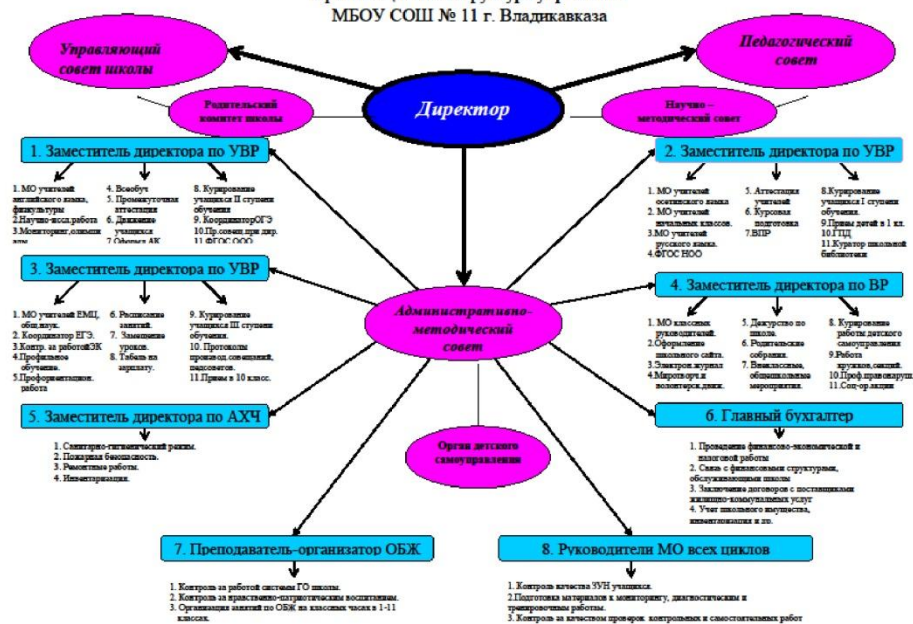 МБОУ СОШ № 11 г. Владикавказа
Управляющий
совет школы
Педагогический
совет
Директор
Родительский
комитет школы
Научно –
методический совет
1. Заместитель директора по УВР
1. МО учителей
английского языка,
физкультуры
2.Научно-иссл.работа
3.Мониторинг,олимпи
4. Всеобуч
5. Промежуточная
аттестация
6. Движение
учащихся
8. Курирование
учащихся II ступени
обучения
9. КоординаторОГЭ
10.Пр.совещ.при дир.
11.ФГОС ООО
2. Заместитель директора по УВР
1. МО учителей
осетинского языка
2. МО учителей
начальных классов.
3.МО учителей
русского языка.
4.ФГОС НОО
5. Аттестация
учителей
6. Курсовая
подготовка
7.ВПР
8.Курирование
учащихся I ступени
обучения.
9.Прием детей в 1 кл.
10.ГПД
11.Куратор школьной
библиотеки
3. Заместитель директора по УВР
1. МО учителей ЕМЦ,
общ.наук.
2. Координатор ЕГЭ.
3.Контр. за работойЭК
4.Профильное
обучение.
5.Профориентацион.
работа
6. Расписание
занятий.
7. Замещение
уроков.
8. Табель на
зарплату.
9. Курирование
учащихся III ступени
обучения.
10. Протоколы
производ.совещаний,
педсоветов.
11.Прием в 10 класс.
Административно-
методический
совет
4. Заместитель директора по ВР
1. МО классных
руководителей.
2.Оформление
школьного сайта.
3.Электрон.журнал
4.Миротворч.и
волонтерск.движ.
5. Дежурство по
школе.
6. Родительские
собрания.
7. Внеклассные,
общешкольные
мероприятия.
8. Курирование
работы детского
самоуправления
9.Работа
кружков,секций.
10.Проф.правонаруш.
11.Соц-ор.акции
5. Заместитель директора по АХЧ
1. Санитарно-гигиенический режим.
2. Пожарная безопасность.
3. Ремонтные работы.
4. Инвентаризация.
Орган детского
самоуправления
6. Главный бухгалтер
1. Проведение финансово-экономической и
налоговой работы
2. Связь с финансовыми структурами,
обслуживающими школы
3. Заключение договоров с поставщиками
жилищно-коммунальных услуг
4. Учет школьного имущества,
инвентаризация и др.
7. Преподаватель-организатор ОБЖ
1. Контроль за работой системы ГО школы.
2. Контроль за нравственно-патриотическим воспитанием.
3. Организация занятий по ОБЖ на классных часах в 1-11
классах.
8. Руководители МО всех циклов
1. Контроль качества ЗУН учащихся.
2.Подготовка материалов к мониторингу, диагностическим и
тренировочным работам.
3. Контроль за качеством проверок контрольных и самостоятельных работ